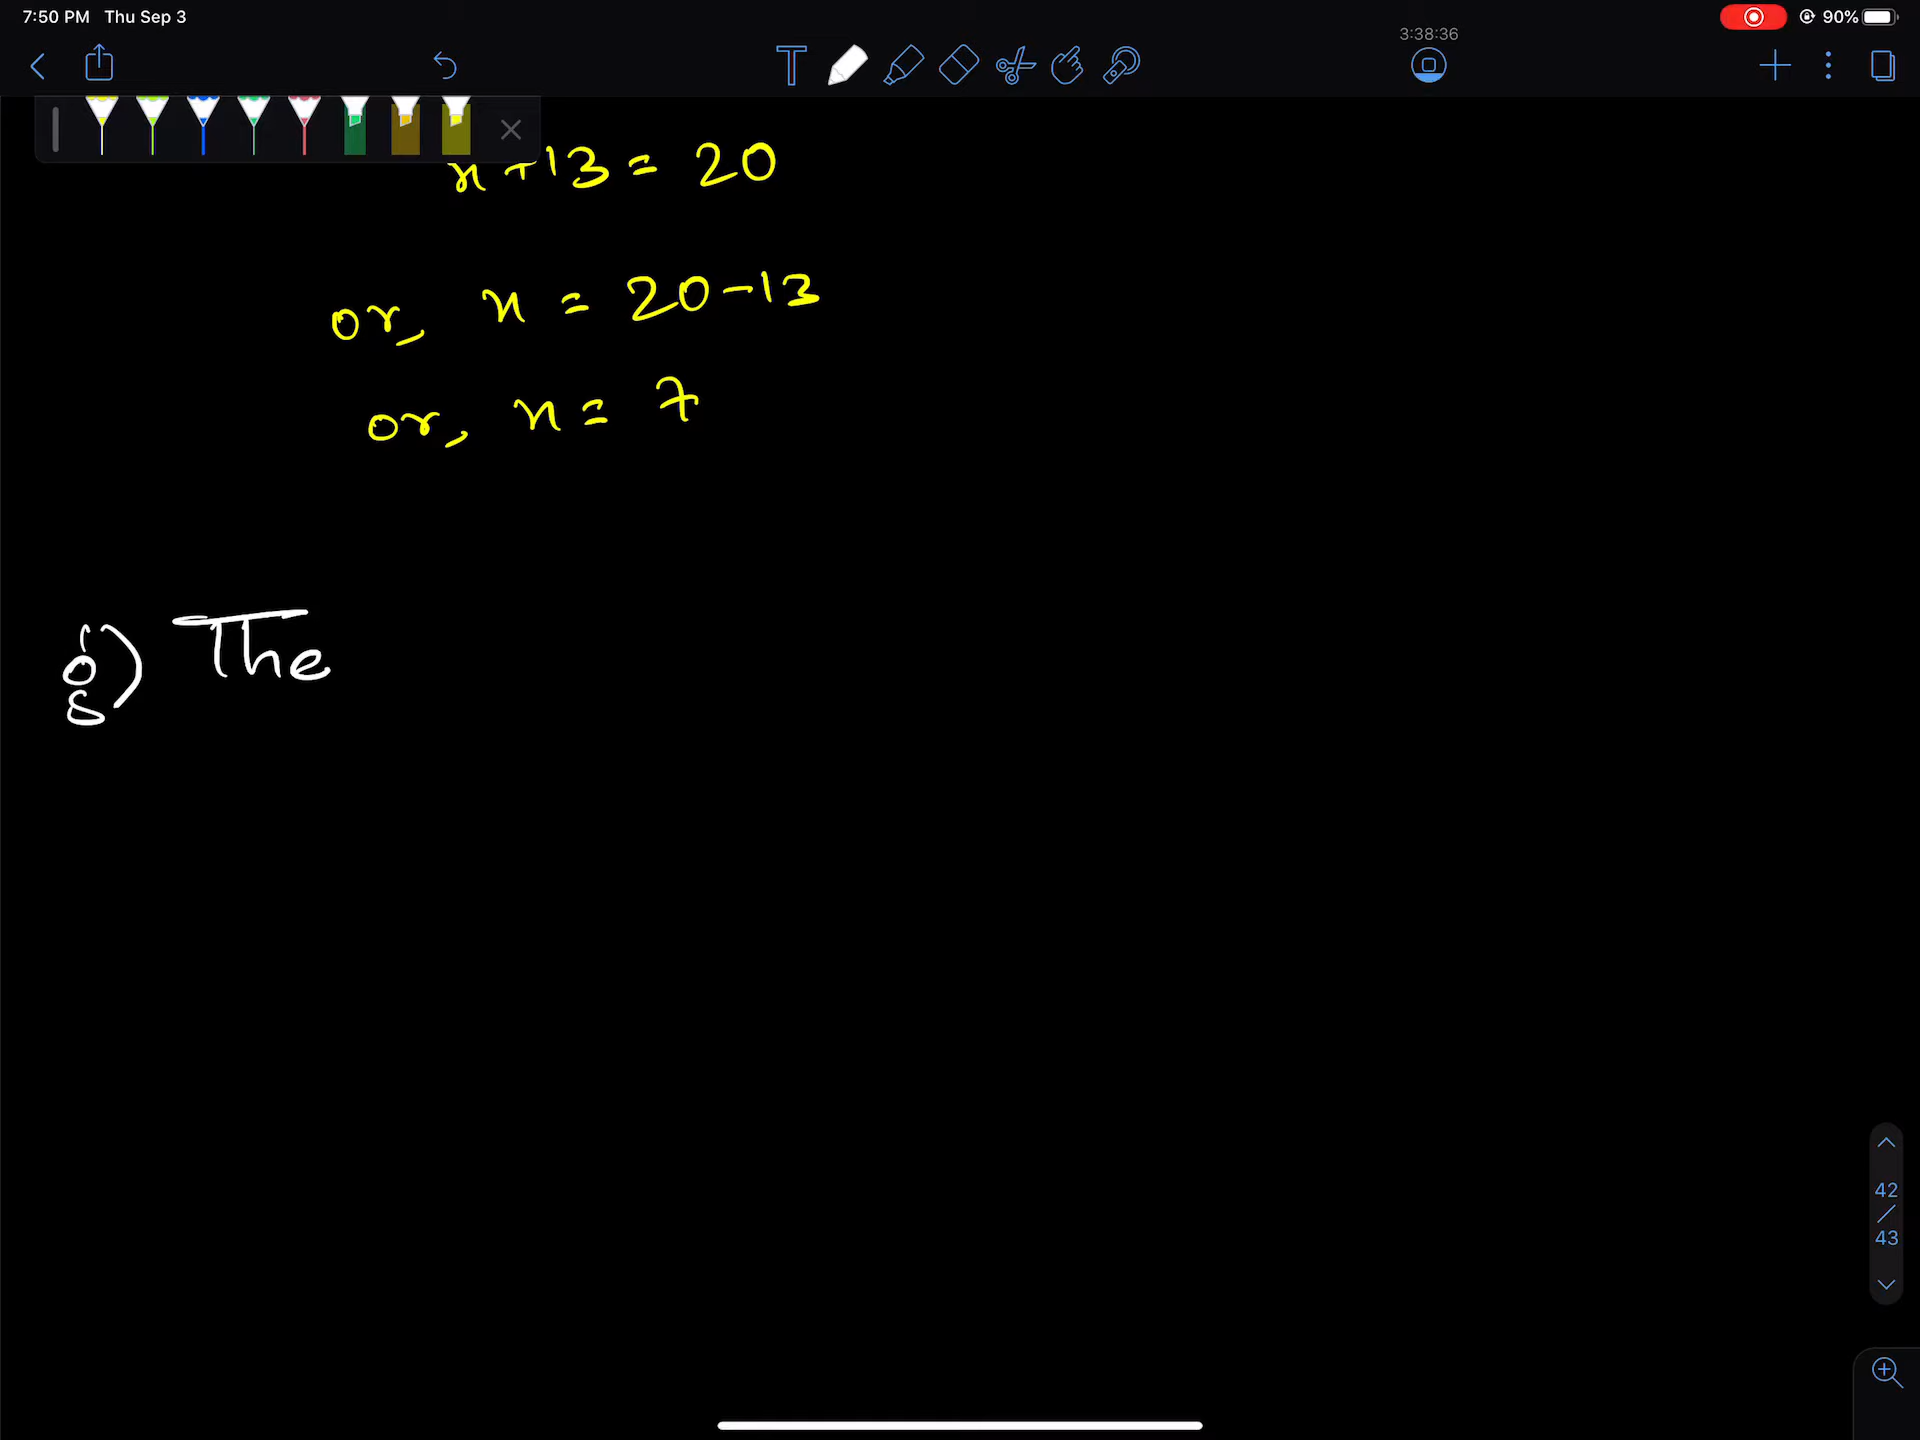 7:50 PM Thu Sep 3
90%
3:38:36
x + 13 = 20
or, x = 20 - 13
or, x = 7
g) The
42
/
43